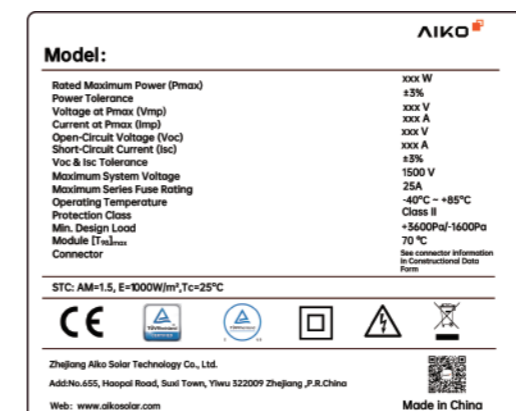 AIKO
Model:
Rated Maximum Power (Pmax) xxx W
Power Tolerance ±3%
Voltage at Pmax (Vmp) xxx V
Current at Pmax (Imp) xxx A
Open-Circuit Voltage (Voc) xxx V
Short-Circuit Current (Isc) xxx A
Voc & Isc Tolerance ±3%
Maximum System Voltage 1500 V
Maximum Series Fuse Rating 25A
Operating Temperature -40°C ~ +85°C
Protection Class Class II
Min. Design Load +3600Pa/-1600Pa
Module [T98]max 70 °C
Connector See connector information
in Constructional Data
Form
STC: AM=1.5, E=1000W/m²,Tc=25°C
CE
Zhejiang Aiko Solar Technology Co., Ltd.
Add:No.655, Haopai Road, Suxi Town, Yiwu 322009 Zhejiang ,P.R.China
Web: www.aikosolar.com
Made in China